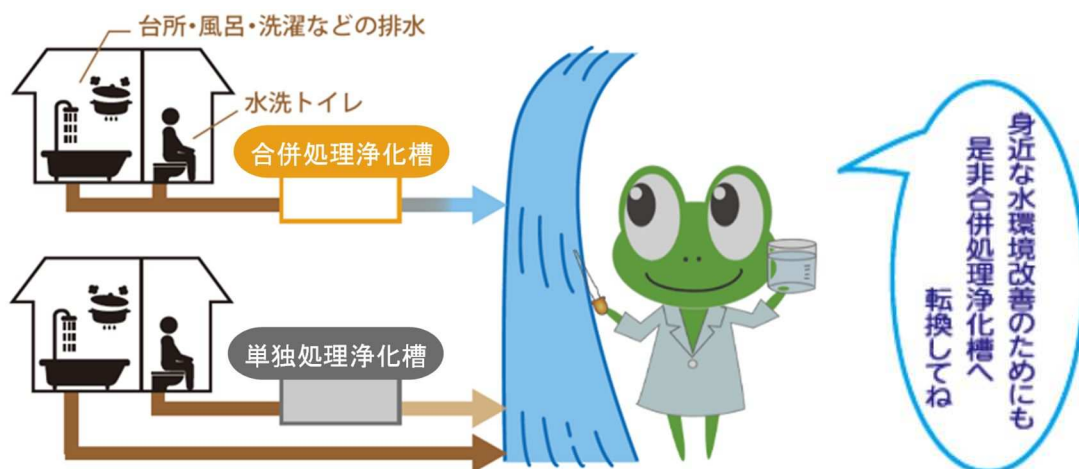 台所・風呂・洗濯などの排水
水洗トイレ
合併処理浄化槽
単独処理浄化槽
身近な水環境改善のためにも
是非合併処理浄化槽へ
転換してね